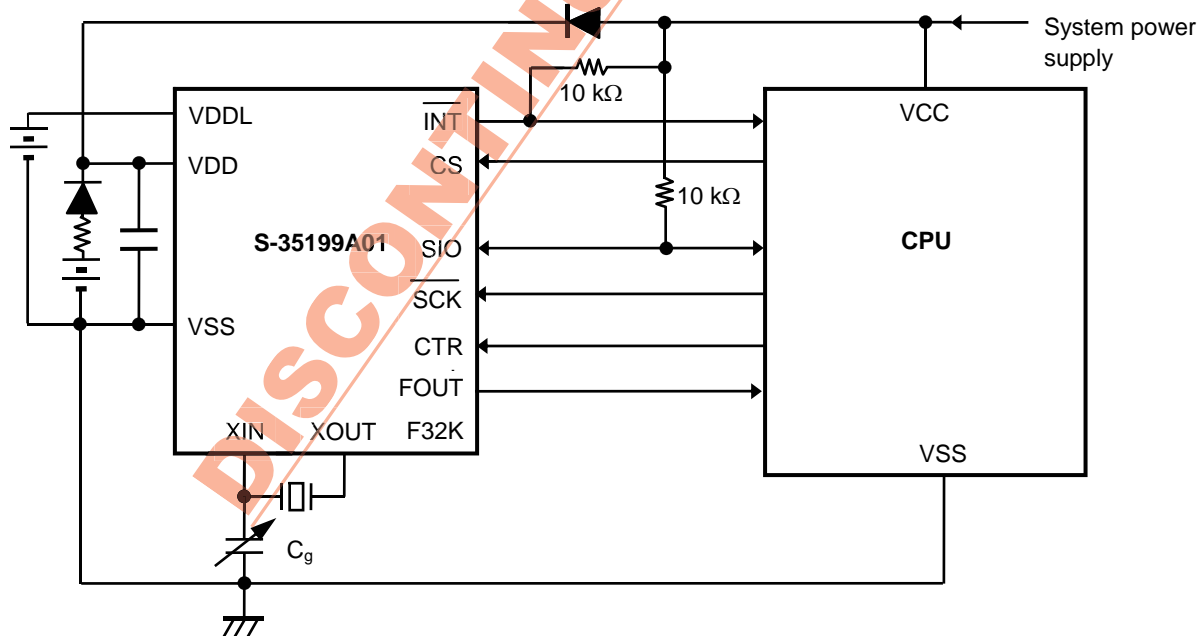 System power
supply
10 kΩ
VDDL
INT
VCC
VDD
CS
10 kΩ
S-35199A01
SIO
CPU
SCK
VSS
CTR
FOUT
XIN
XOUT
F32K
VSS
Cg
DISCONTINU